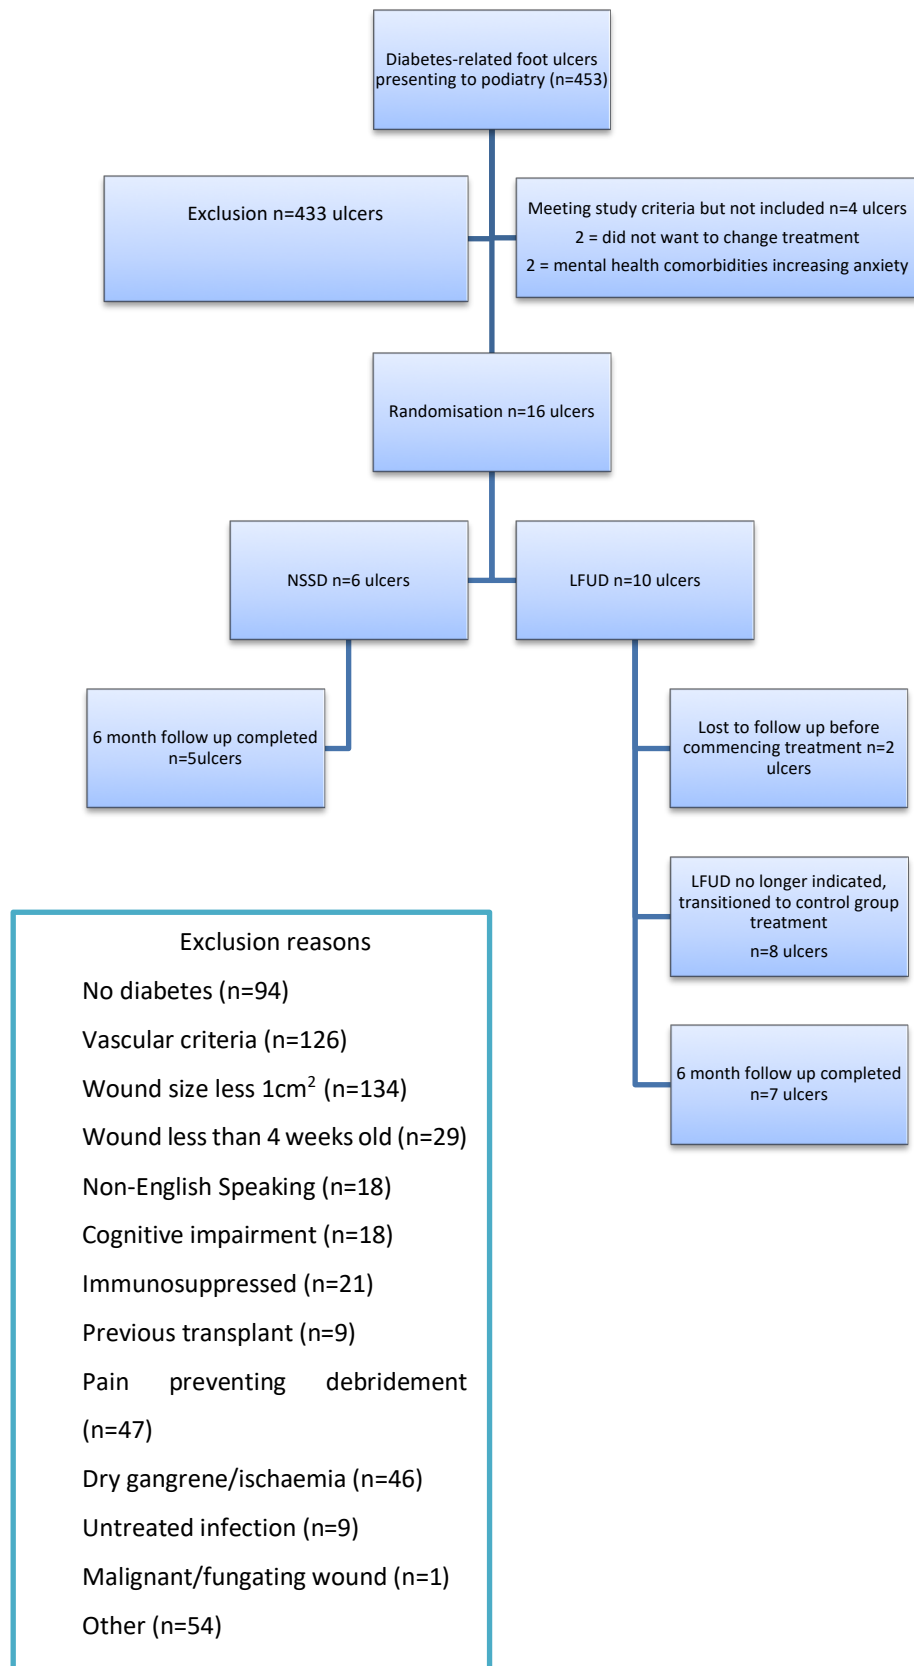 Diabetes-related foot ulcers
presenting to podiatry (n=453)
Exclusion n=433 ulcers
Meeting study criteria but not included n=4 ulcers
2 = did not want to change treatment
2 = mental health comorbidities increasing anxiety
Randomisation n=16 ulcers
NSSD n=6 ulcers
LFUD n=10 ulcers
6 month follow up completed
n=5ulcers
Lost to follow up before
commencing treatment n=2
ulcers
LFUD no longer indicated,
transitioned to control group
treatment
n=8 ulcers
6 month follow up completed
n=7 ulcers
Exclusion reasons
No diabetes (n=94)
Vascular criteria (n=126)
Wound size less 1cm² (n=134)
Wound less than 4 weeks old (n=29)
Non-English Speaking (n=18)
Cognitive impairment (n=18)
Immunosuppressed (n=21)
Previous transplant (n=9)
Pain preventing debridement
(n=47)
Dry gangrene/ischaemia (n=46)
Untreated infection (n=9)
Malignant/fungating wound (n=1)
Other (n=54)